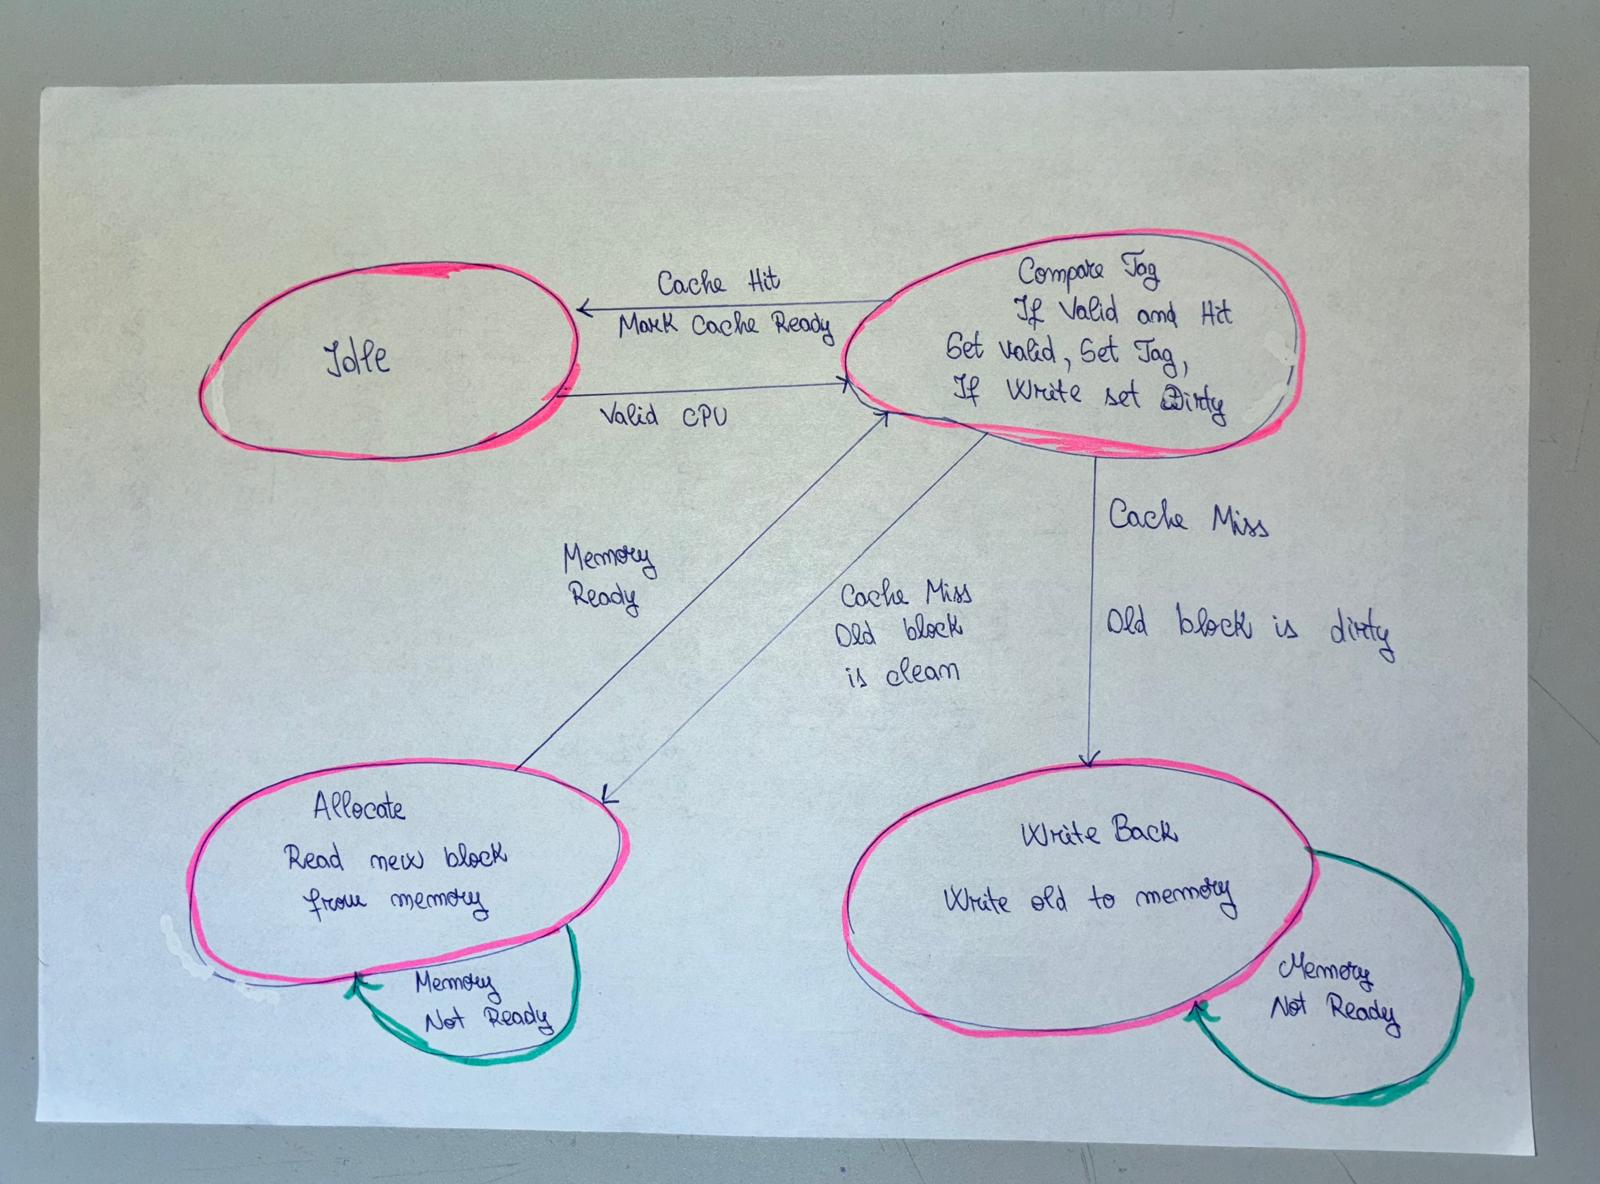 Cache Hit
Mark Cache Ready
Idle
Valid CPU
Compare Tag
If Valid and Hit
Set valid, Set Tag,
If Write set Dirty
Memory
Ready
Cache Miss
Old block
is clean
Cache Miss
Old block is dirty
Allocate
Read new block
from memory
Memory
Not Ready
Write Back
Write old to memory
Memory
Not Ready